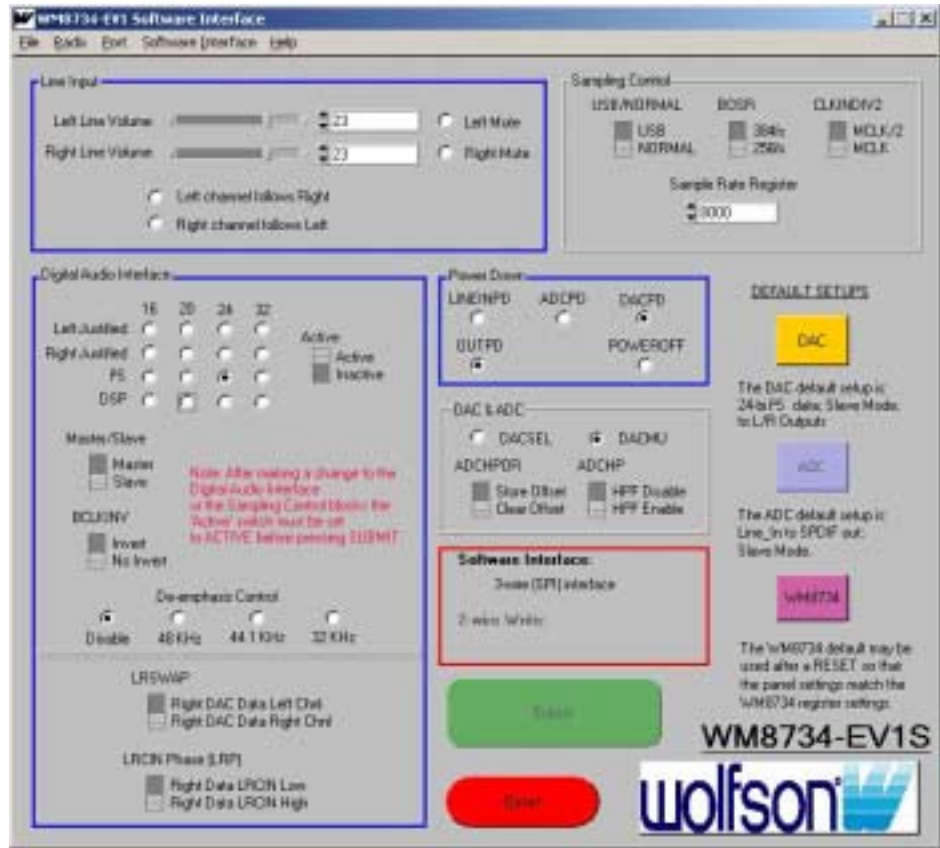 WM8734-EV1 Software Interface
File Radio Port Software Interface Help
Line Input
Left Line Volume 23 Left Mute
Right Line Volume 23 Right Mute
Left channel follows Right
Right channel follows Left
Sampling Control
USB/NORMAL BOSR CLKINDIV2
USB 384fs MCLK/2
NORMAL 256fs MCLK
Sample Rate Register
Digital Audio Interface
16 20 24 32
Left Justified
Right Justified
I²S
DSP
Active
Active
Inactive
Master/Slave
Master
Slave
Note: After making a change to the
Digital Audio Interface
or the Sampling Control blocks the
'Active' switch must be set
to ACTIVE before pressing SUBMIT
BCLKINV
Invert
No Invert
De-emphasis Control
Disable 48 KHz 44.1 KHz 32 KHz
LRSWAP
Right DAC Data Left Chnl
Right DAC Data Right Chnl
LRCIN Phase (LRP)
Right Data LRCIN Low
Right Data LRCIN High
Power Down
LINEINPD ADCPD DACPD
OUTPD POWEROFF
DAC & ADC
DACSEL DACMU
ADCHPOR ADCHP
Store Offset HPF Disable
Clear Offset HPF Enable
Software Interface:
3-wire (SPI) interface
2-wire Write:
Submit
Reset
DEFAULT SETUPS
DAC
The DAC default setup is:
24-bit I²S data; Slave Mode;
to L/R Outputs
ADC
The ADC default setup is:
Line_In to SPDIF out;
Slave Mode.
WM8734
The WM8734 default may be
used after a RESET so that
the panel settings match the
WM8734 register settings.
WM8734-EV1S
wolfson